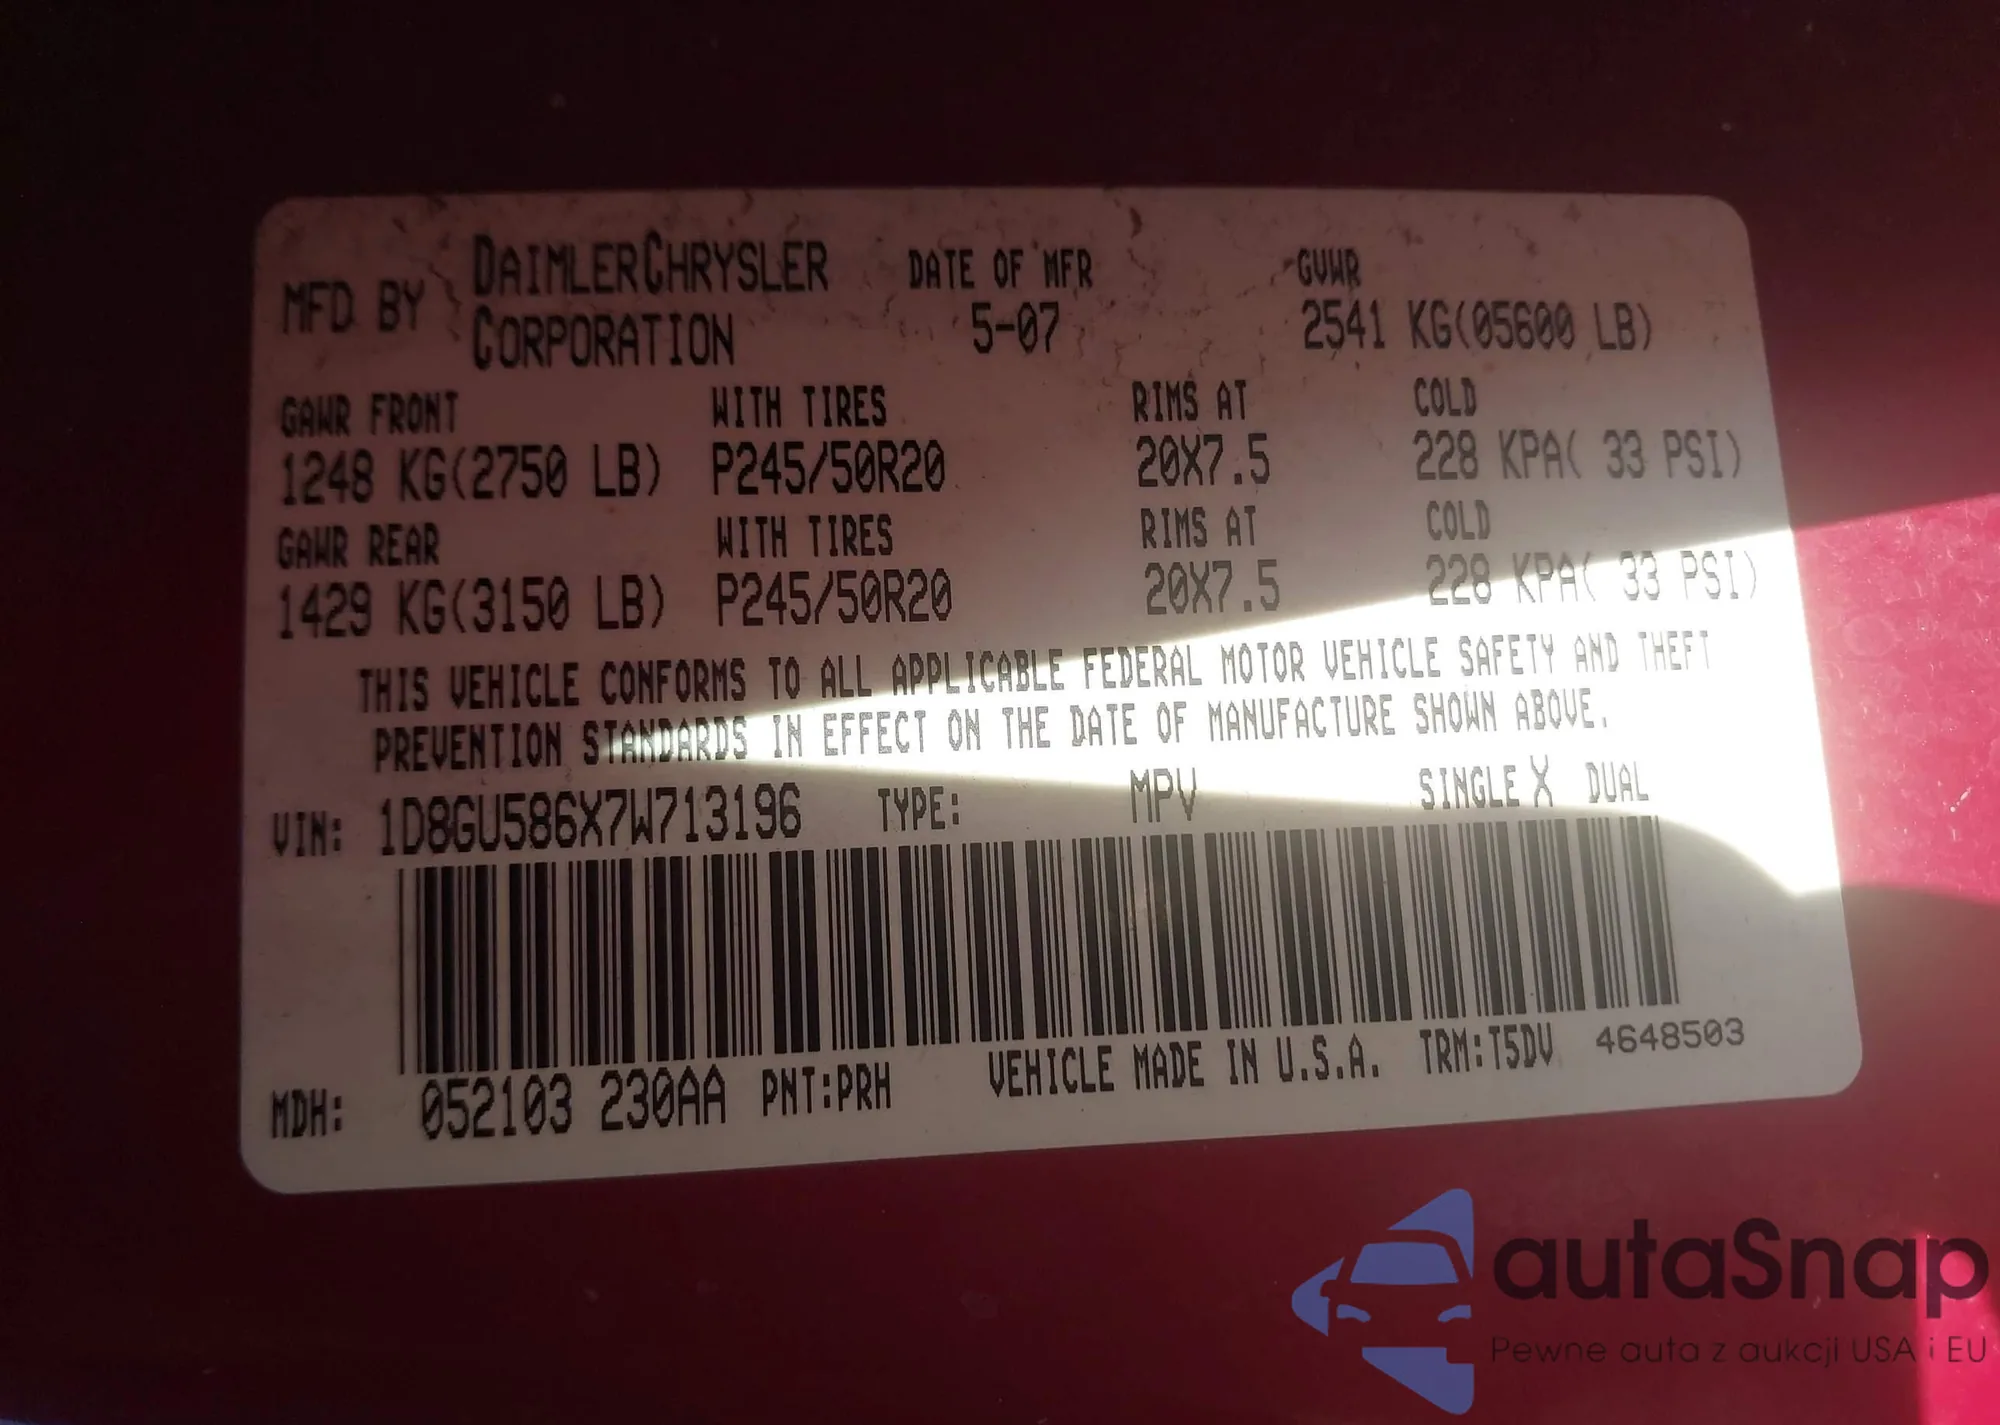 MFD BY DAIMLERCHRYSLER CORPORATION DATE OF MFR 5-07 GVWR 2541 KG(05600 LB)
GAWR FRONT WITH TIRES RIMS AT COLD
1248 KG(2750 LB) P245/50R20 20X7.5 228 KPA( 33 PSI)
GAWR REAR WITH TIRES RIMS AT COLD
1429 KG(3150 LB) P245/50R20 20X7.5 228 KPA( 33 PSI)
THIS VEHICLE CONFORMS TO ALL APPLICABLE FEDERAL MOTOR VEHICLE SAFETY AND THEFT
PREVENTION STANDARDS IN EFFECT ON THE DATE OF MANUFACTURE SHOWN ABOVE.
VIN: 1D8GU586X7W713196 TYPE: MPV SINGLE X DUAL
MDH: 052103 230AA PNT:PRH VEHICLE MADE IN U.S.A. TRM:T5DV 4648503
autaSnap
Pewne auta z aukcji USA i EU